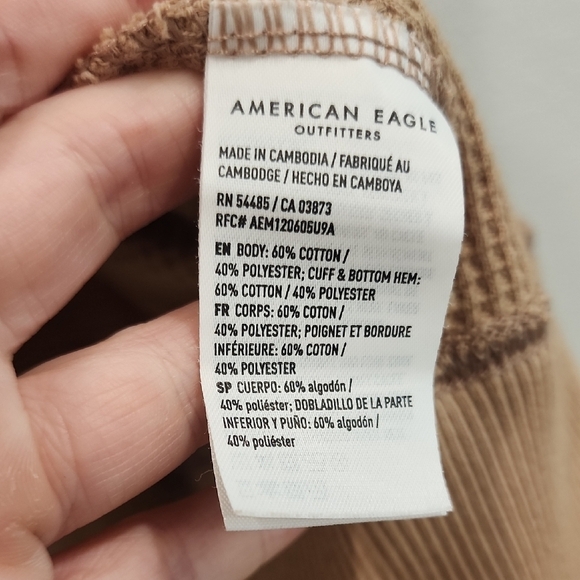 AMERICAN EAGLE
OUTFITTERS
MADE IN CAMBODIA / FABRIQUÉ AU
CAMBODGE / HECHO EN CAMBOYA
RN 54485 / CA 03873
RFC# AEM120605U9A
EN BODY: 60% COTTON /
40% POLYESTER; CUFF & BOTTOM HEM:
60% COTTON / 40% POLYESTER
FR CORPS: 60% COTON /
40% POLYESTER; POIGNET ET BORDURE
INFÉRIEURE: 60% COTON /
40% POLYESTER
SP CUERPO: 60% algodón /
40% poliéster; DOBLADILLO DE LA PARTE
INFERIOR Y PUÑO: 60% algodón /
40% poliéster